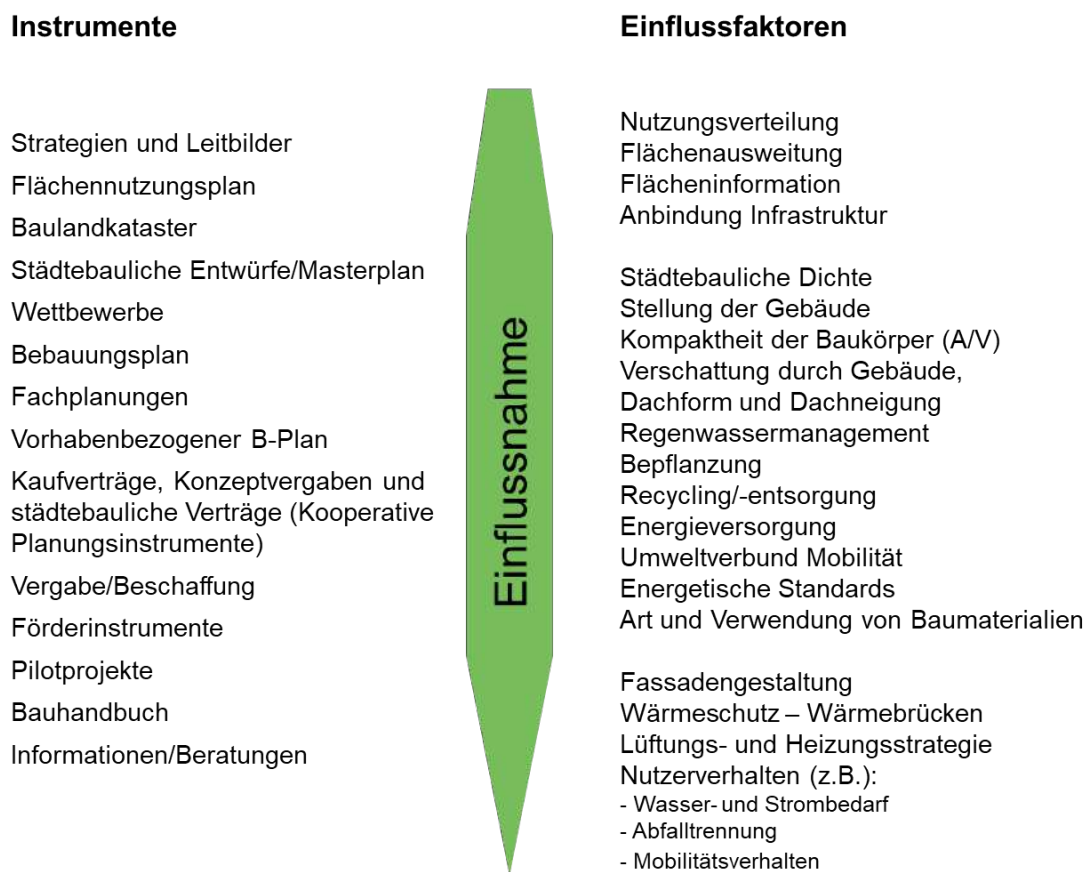 Instrumente
Strategien und Leitbilder
Flächennutzungsplan
Baulandkataster
Städtebauliche Entwürfe/Masterplan
Wettbewerbe
Bebauungsplan
Fachplanungen
Vorhabenbezogener B-Plan
Kaufverträge, Konzeptvergaben und
städtebauliche Verträge (Kooperative
Planungsinstrumente)
Vergabe/Beschaffung
Förderinstrumente
Pilotprojekte
Bauhandbuch
Informationen/Beratungen
Einflussnahme
Einflussfaktoren
Nutzungsverteilung
Flächenausweitung
Flächeninformation
Anbindung Infrastruktur
Städtebauliche Dichte
Stellung der Gebäude
Kompaktheit der Baukörper (A/V)
Verschattung durch Gebäude,
Dachform und Dachneigung
Regenwassermanagement
Bepflanzung
Recycling/-entsorgung
Energieversorgung
Umweltverbund Mobilität
Energetische Standards
Art und Verwendung von Baumaterialien
Fassadengestaltung
Wärmeschutz – Wärmebrücken
Lüftungs- und Heizungsstrategie
Nutzerverhalten (z.B.):
- Wasser- und Strombedarf
- Abfalltrennung
- Mobilitätsverhalten